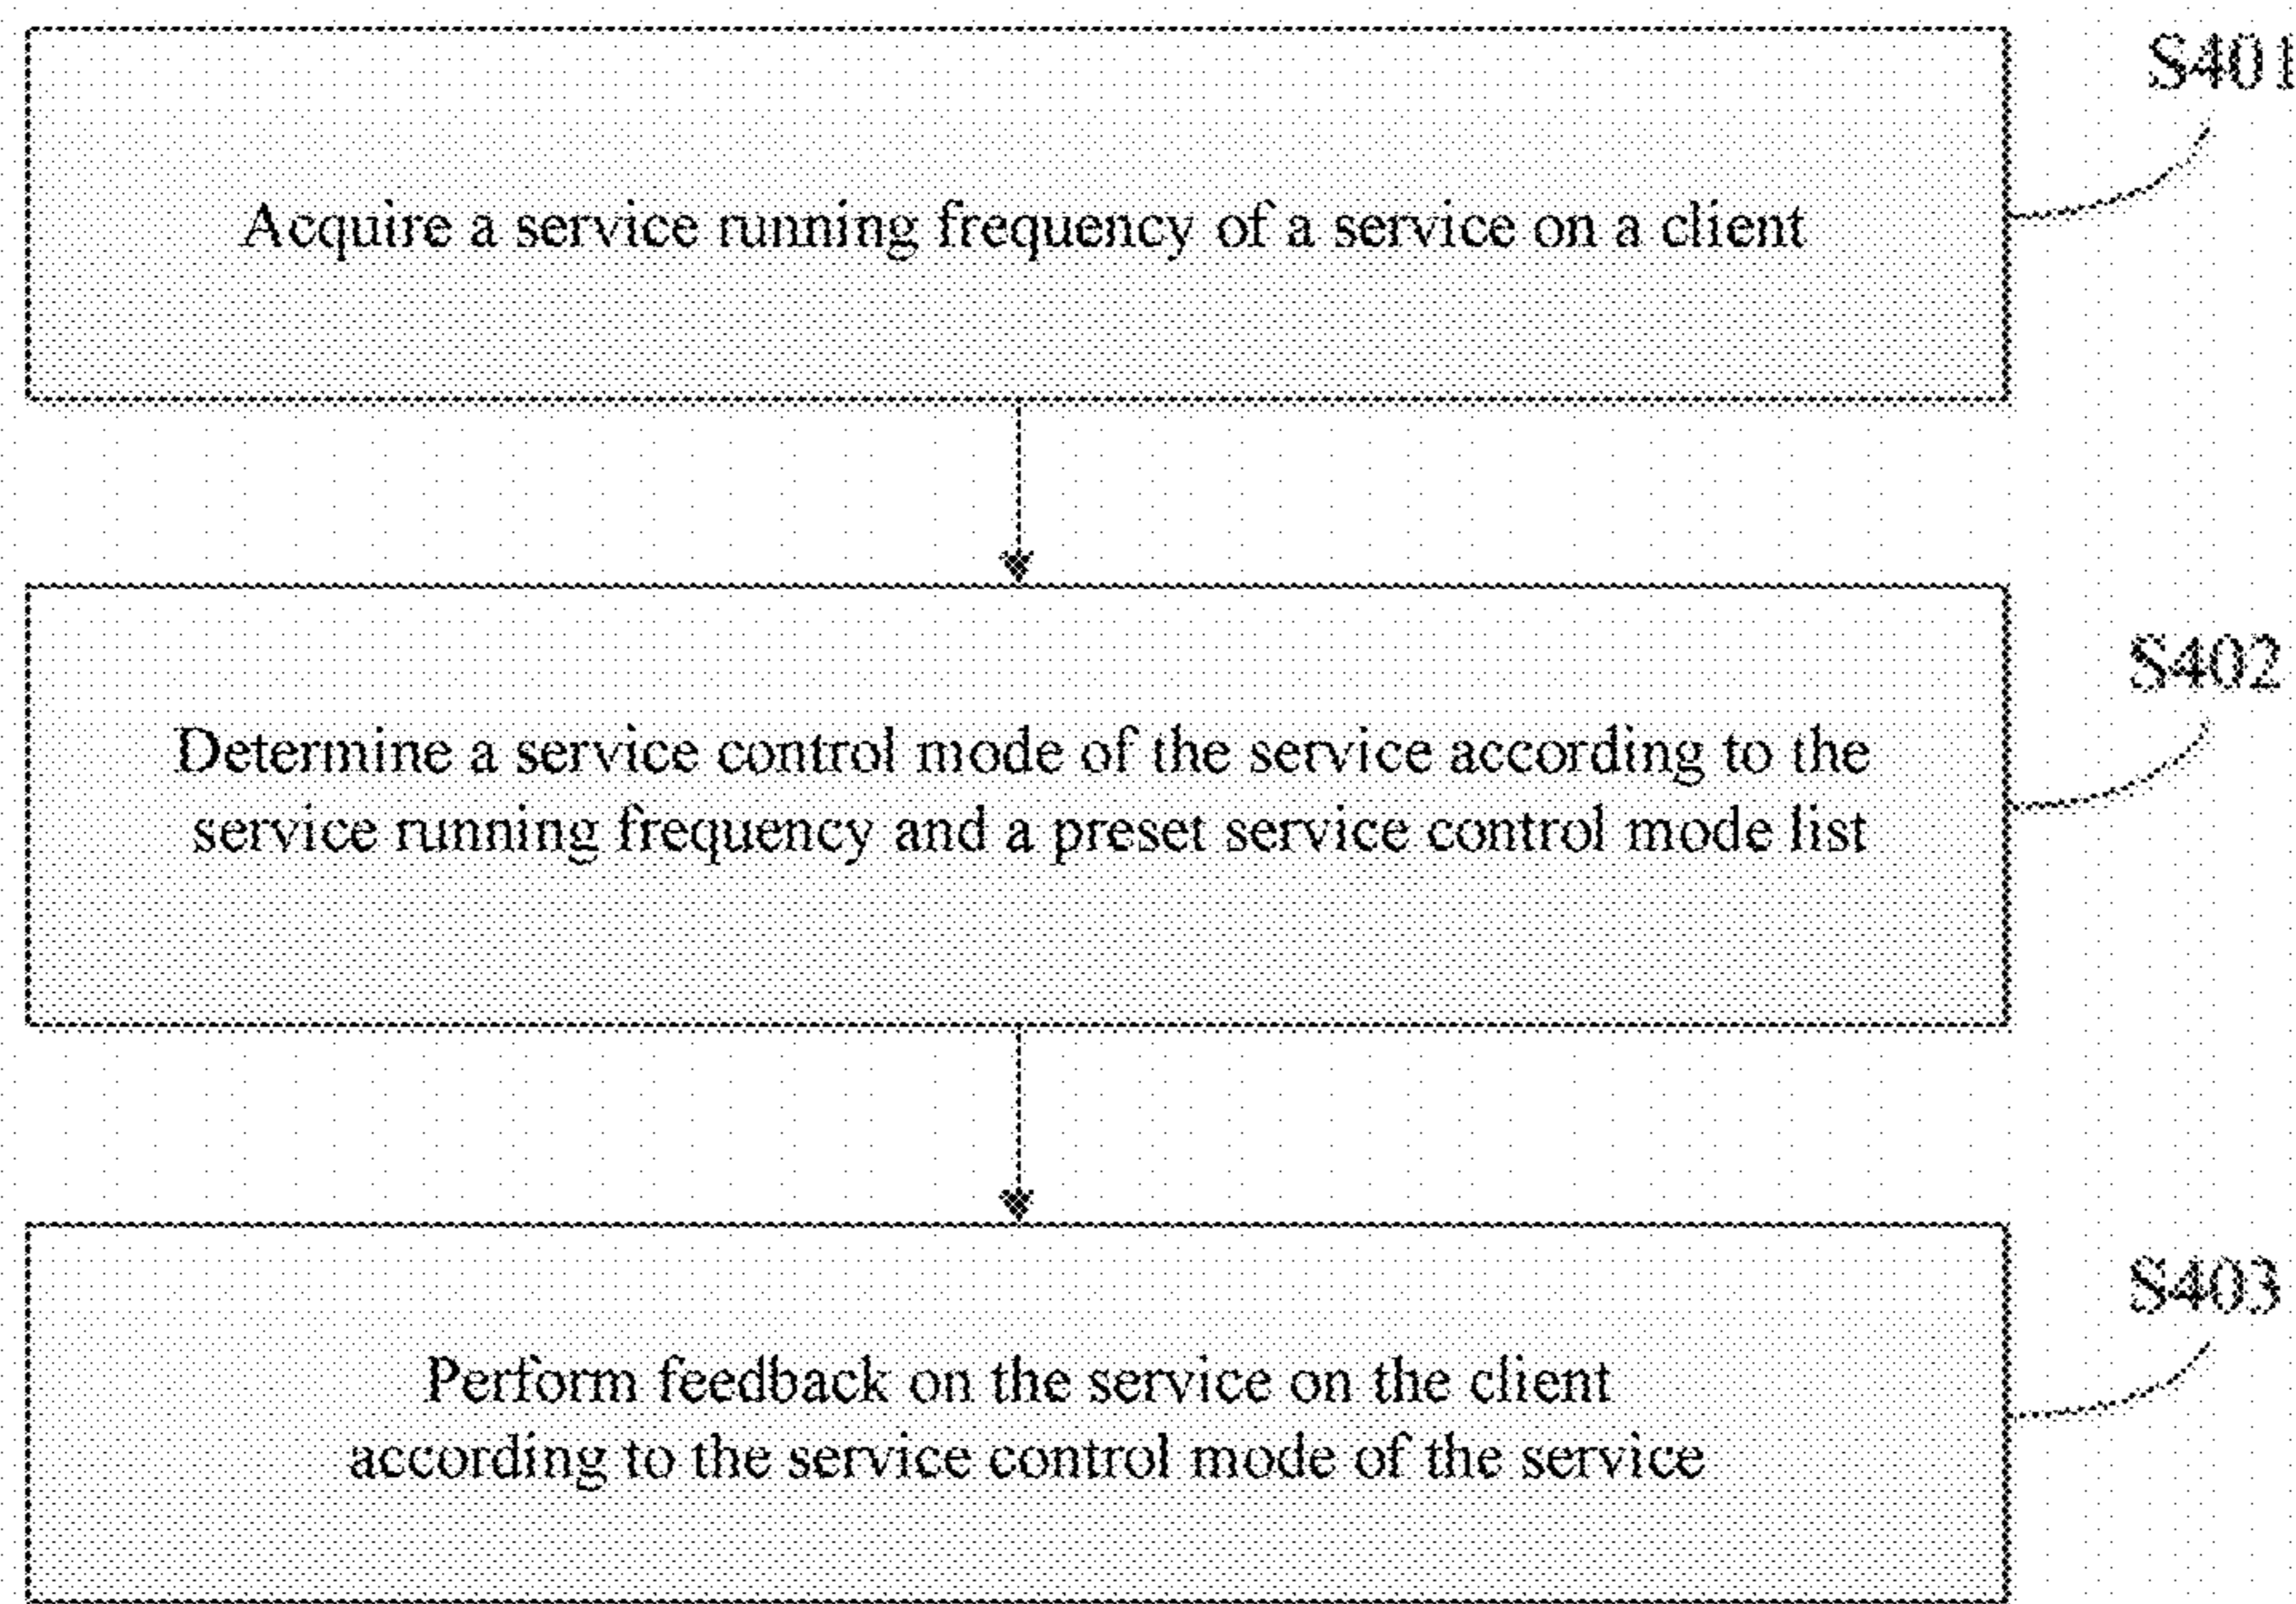 S401
Acquire a service running frequency of a service on a client
S402
Determine a service control mode of the service according to the
service running frequency and a preset service control mode list
S403
Perform feedback on the service on the client
according to the service control mode of the service